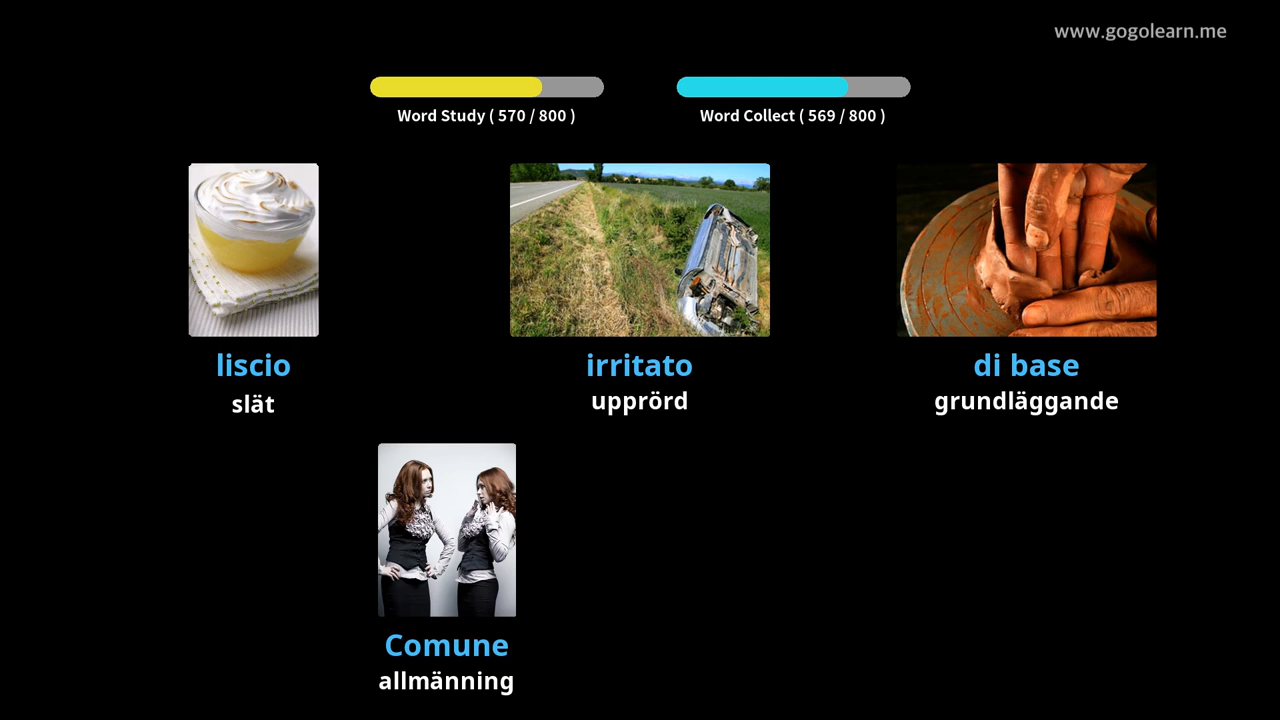 www.gogolearn.me
Word Study ( 570 / 800 )
Word Collect ( 569 / 800 )
liscio
slät
irritato
upprörd
di base
grundläggande
Comune
allmänning